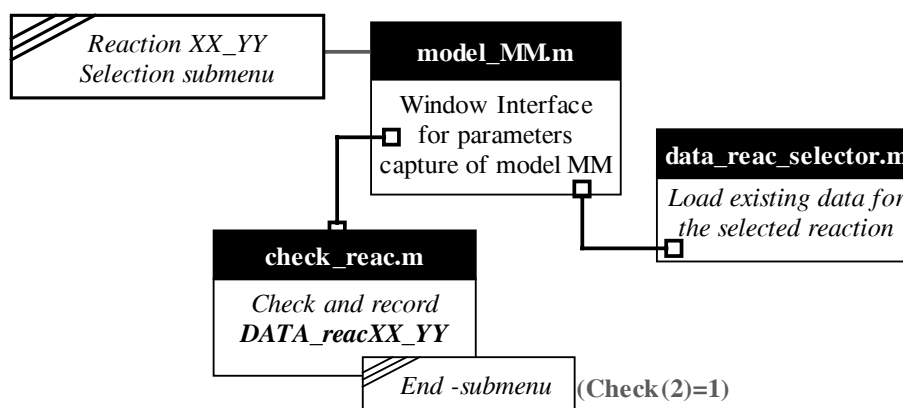 Reaction XX_YY
Selection submenu
model_MM.m
Window Interface
for parameters
capture of model MM
data_reac_selector.m
Load existing data for
the selected reaction
check_reac.m
Check and record
DATA_reacXX_YY
End -submenu
(Check(2)=1)